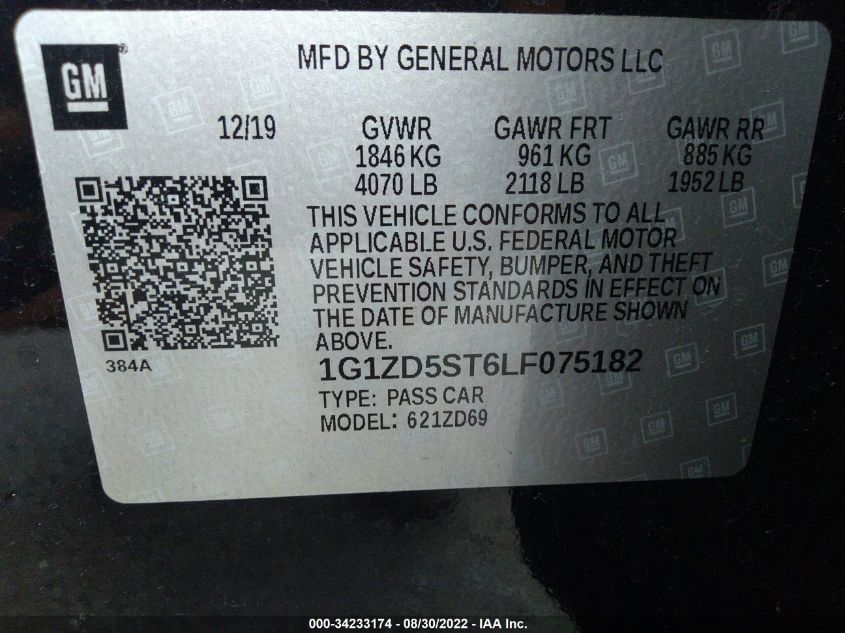 GM
MFD BY GENERAL MOTORS LLC
12/19 GVWR GAWR FRT GAWR RR
1846 KG 961 KG 885 KG
4070 LB 2118 LB 1952 LB
THIS VEHICLE CONFORMS TO ALL
APPLICABLE U.S. FEDERAL MOTOR
VEHICLE SAFETY, BUMPER, AND THEFT
PREVENTION STANDARDS IN EFFECT ON
THE DATE OF MANUFACTURE SHOWN
ABOVE.
384A
1G1ZD5ST6LF075182
TYPE: PASS CAR
MODEL: 621ZD69
000-34233174 • 08/30/2022 - IAA Inc.